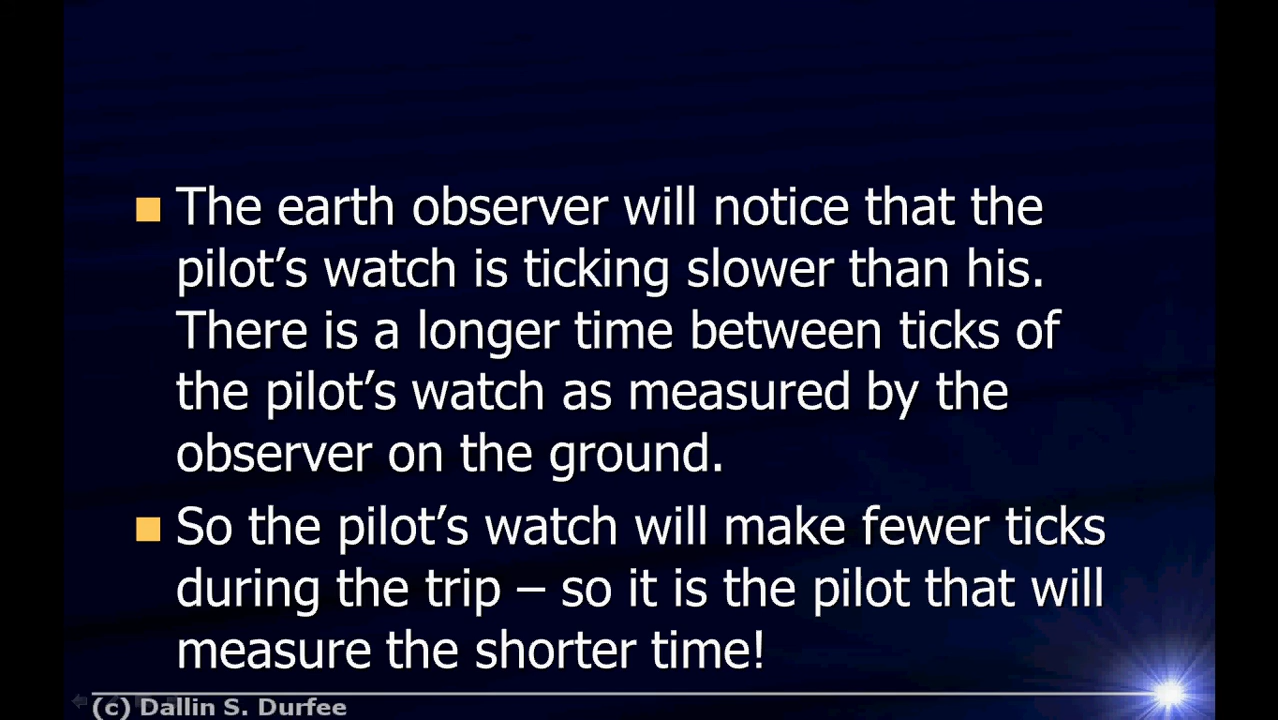 The earth observer will notice that the
pilot’s watch is ticking slower than his.
There is a longer time between ticks of
the pilot’s watch as measured by the
observer on the ground.
So the pilot’s watch will make fewer ticks
during the trip – so it is the pilot that will
measure the shorter time!
(c) Dallin S. Durfee